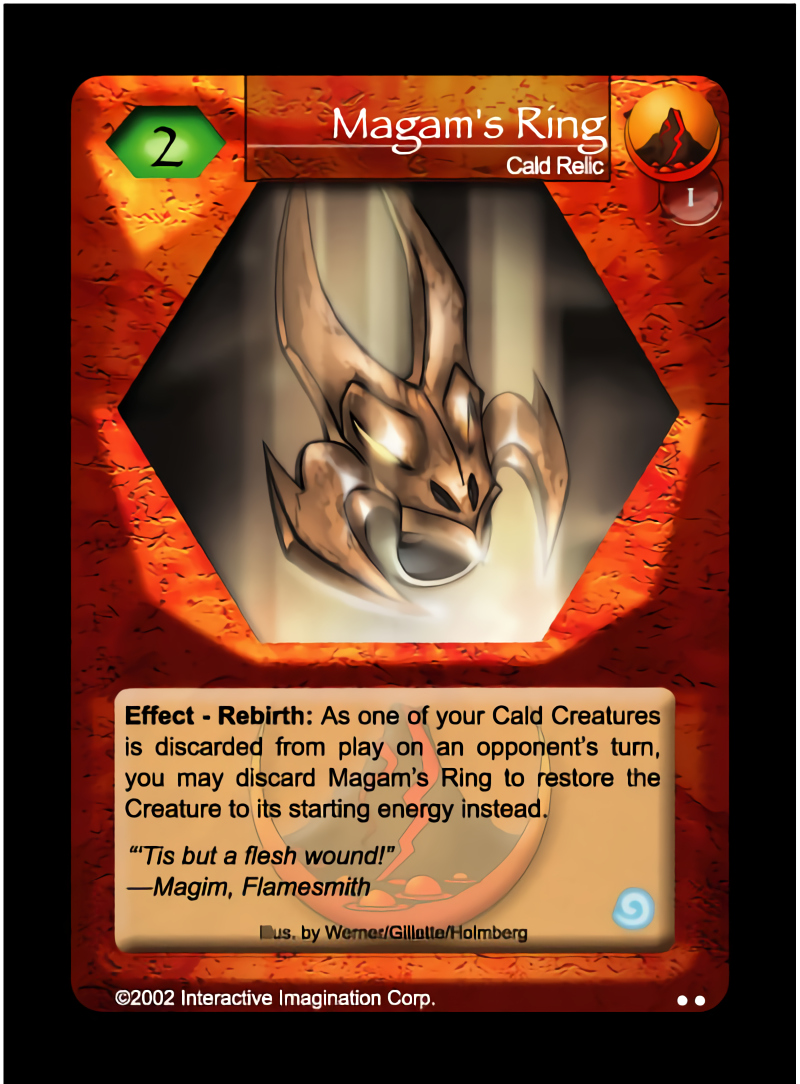 2
Magam's Ring
Cald Relic
I
Effect - Rebirth: As one of your Cald Creatures
is discarded from play on an opponent's turn,
you may discard Magam's Ring to restore the
Creature to its starting energy instead.
“‘Tis but a flesh wound!”
—Magim, Flamesmith
Illus. by Werner/Gillotte/Holmberg
©2002 Interactive Imagination Corp.